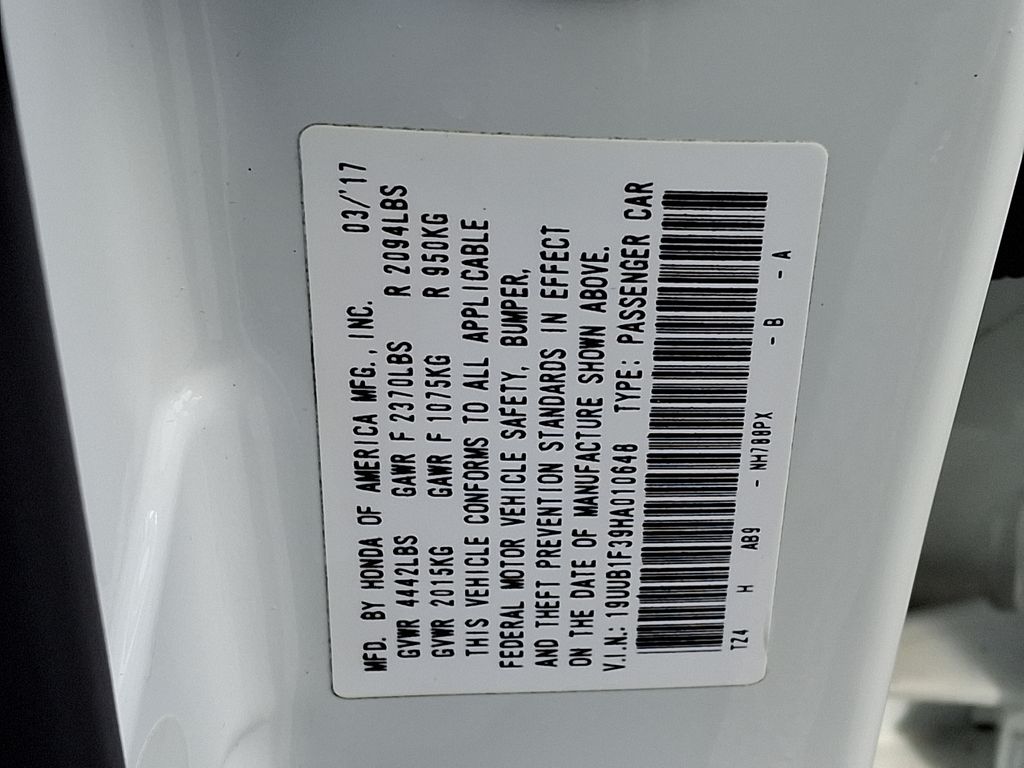 MFD. BY HONDA OF AMERICA MFG., INC. 03/'17
GVWR 4442LBS GAWR F 2370LBS R 2094LBS
GVWR 2015KG GAWR F 1075KG R 950KG
THIS VEHICLE CONFORMS TO ALL APPLICABLE
FEDERAL MOTOR VEHICLE SAFETY, BUMPER,
AND THEFT PREVENTION STANDARDS IN EFFECT
ON THE DATE OF MANUFACTURE SHOWN ABOVE.
V.I.N.: 19UUB1F39HA010648 TYPE: PASSENGER CAR
TZ4 H AB9 - NH788PX - B - A